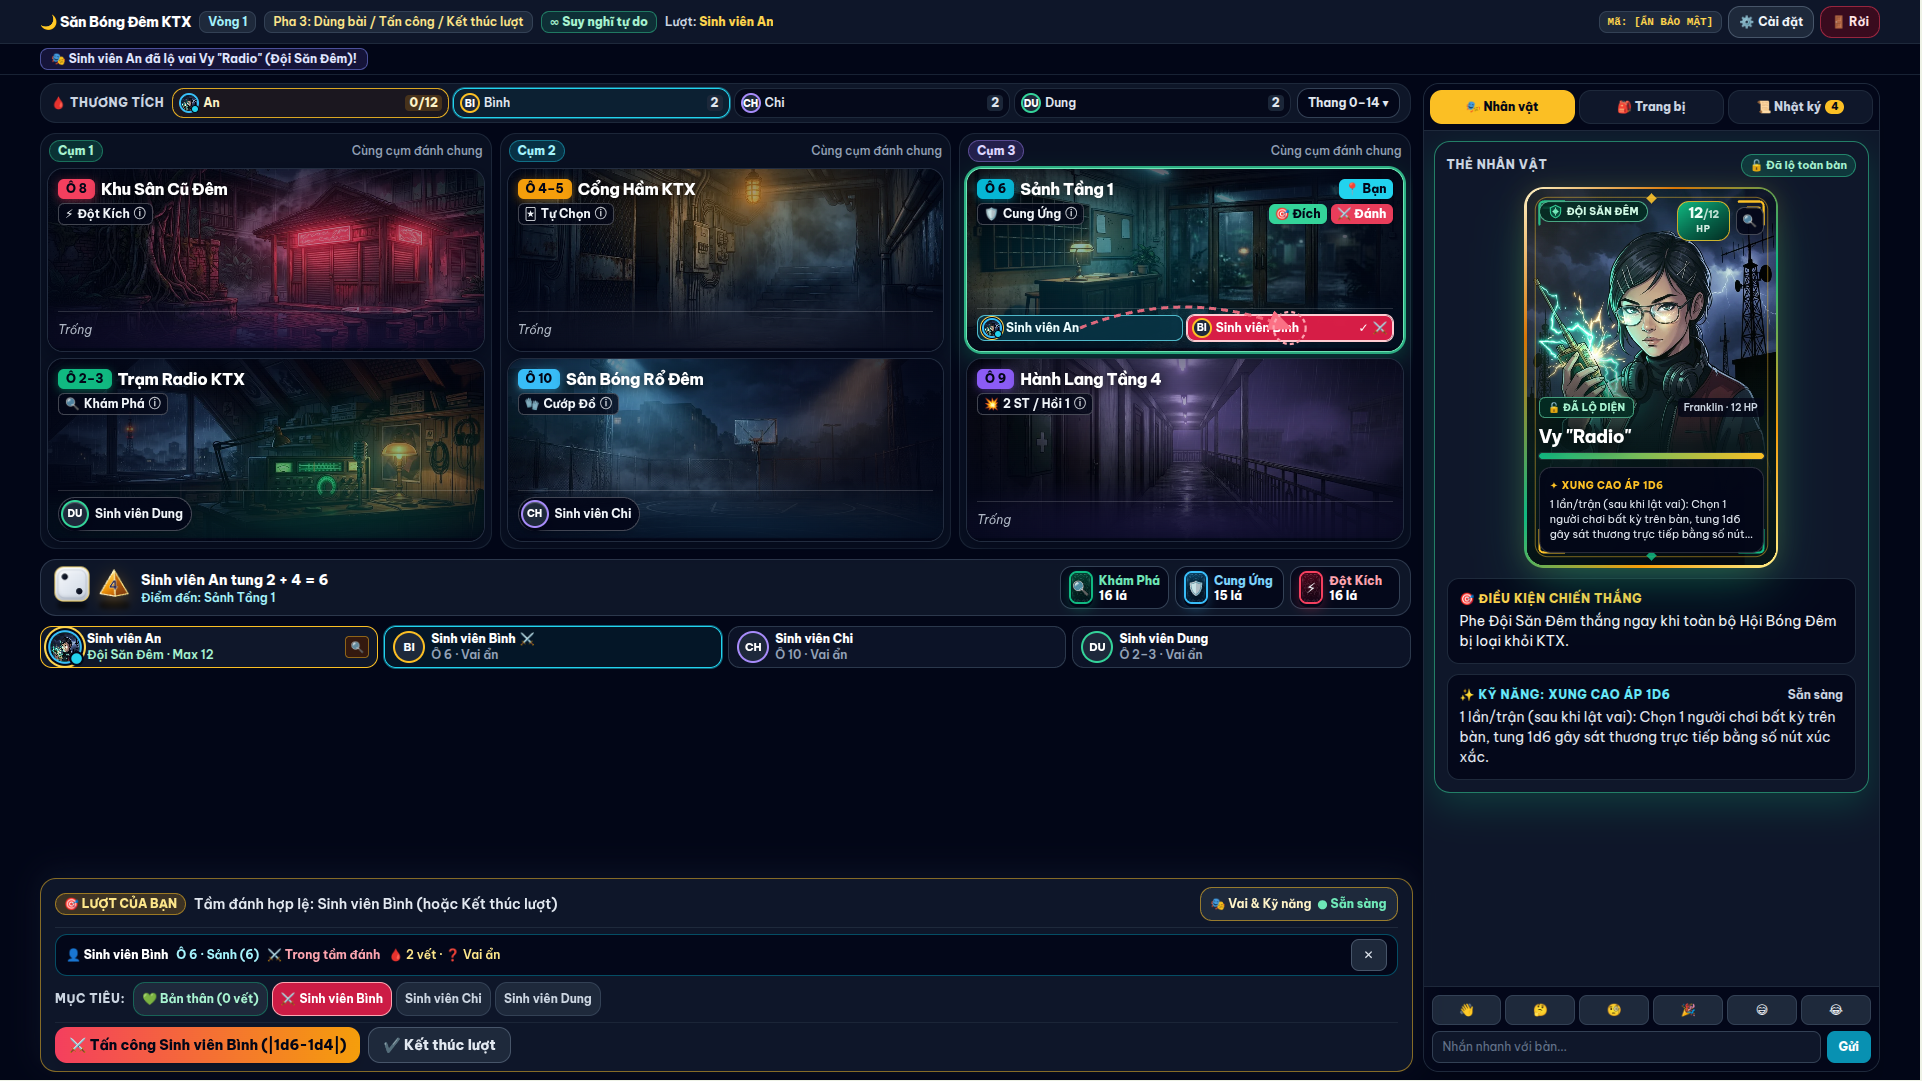 🌙 Săn Bóng Đêm KTX Vòng 1 Pha 3: Dùng bài / Tấn công / Kết thúc lượt ∞ Suy nghĩ tự do Lượt: Sinh viên An Mã: [ẨN BẢO MẬT] ⚙️ Cài đặt 🚪 Rời
🎭 Sinh viên An đã lộ vai Vy "Radio" (Đội Săn Đêm)!
🩸 THƯƠNG TÍCH An 0/12 BI Bình 2 CH Chi 2 DU Dung 2 Thang 0–14 ▾
Cụm 1 Cùng cụm đánh chung
Ô 8 Khu Sân Cũ Đêm
⚡ Đột Kích ⓘ
Trống
Ô 2–3 Trạm Radio KTX
🔍 Khám Phá ⓘ
DU Sinh viên Dung
Cụm 2 Cùng cụm đánh chung
Ô 4–5 Cổng Hầm KTX
🃏 Tự Chọn ⓘ
Trống
Ô 10 Sân Bóng Rổ Đêm
🧤 Cướp Đồ ⓘ
CH Sinh viên Chi
Cụm 3 Cùng cụm đánh chung
Ô 6 Sảnh Tầng 1 📍 Bạn
🛡️ Cung Ứng ⓘ 🎯 Đích ⚔️ Đánh
Sinh viên An BI Sinh viên Bình ✓ ⚔️
Ô 9 Hành Lang Tầng 4
💥 2 ST / Hồi 1 ⓘ
Trống
4 Sinh viên An tung 2 + 4 = 6
Điểm đến: Sảnh Tầng 1
🔍 Khám Phá
16 lá
🛡️ Cung Ứng
15 lá
⚡ Đột Kích
16 lá
Sinh viên An
Đội Săn Đêm · Max 12
BI Sinh viên Bình ⚔️
Ô 6 · Vai ẩn
CH Sinh viên Chi
Ô 10 · Vai ẩn
DU Sinh viên Dung
Ô 2–3 · Vai ẩn
🎯 LƯỢT CỦA BẠN Tầm đánh hợp lệ: Sinh viên Bình (hoặc Kết thúc lượt) 🎭 Vai & Kỹ năng ● Sẵn sàng
👤 Sinh viên Bình Ô 6 · Sảnh (6) ⚔️ Trong tầm đánh 🩸 2 vết · ❓ Vai ẩn ✕
MỤC TIÊU: 💚 Bản thân (0 vết) ⚔️ Sinh viên Bình Sinh viên Chi Sinh viên Dung
⚔️ Tấn công Sinh viên Bình (|1d6-1d4|) ✔️ Kết thúc lượt
🎭 Nhân vật 🎒 Trang bị 📜 Nhật ký 4
THẺ NHÂN VẬT 🔓 Đã lộ toàn bàn
ĐỘI SĂN ĐÊM 12/12 HP 🔍
🔓 ĐÃ LỘ DIỆN Franklin · 12 HP
Vy "Radio"
✦ XUNG CAO ÁP 1D6
1 lần/trận (sau khi lật vai): Chọn 1
người chơi bất kỳ trên bàn, tung 1d6
gây sát thương trực tiếp bằng số nút...
🎯 ĐIỀU KIỆN CHIẾN THẮNG
Phe Đội Săn Đêm thắng ngay khi toàn bộ Hội Bóng Đêm
bị loại khỏi KTX.
✨ KỸ NĂNG: XUNG CAO ÁP 1D6 Sẵn sàng
1 lần/trận (sau khi lật vai): Chọn 1 người chơi bất kỳ trên
bàn, tung 1d6 gây sát thương trực tiếp bằng số nút xúc
xắc.
Nhắn nhanh với bàn... Gửi